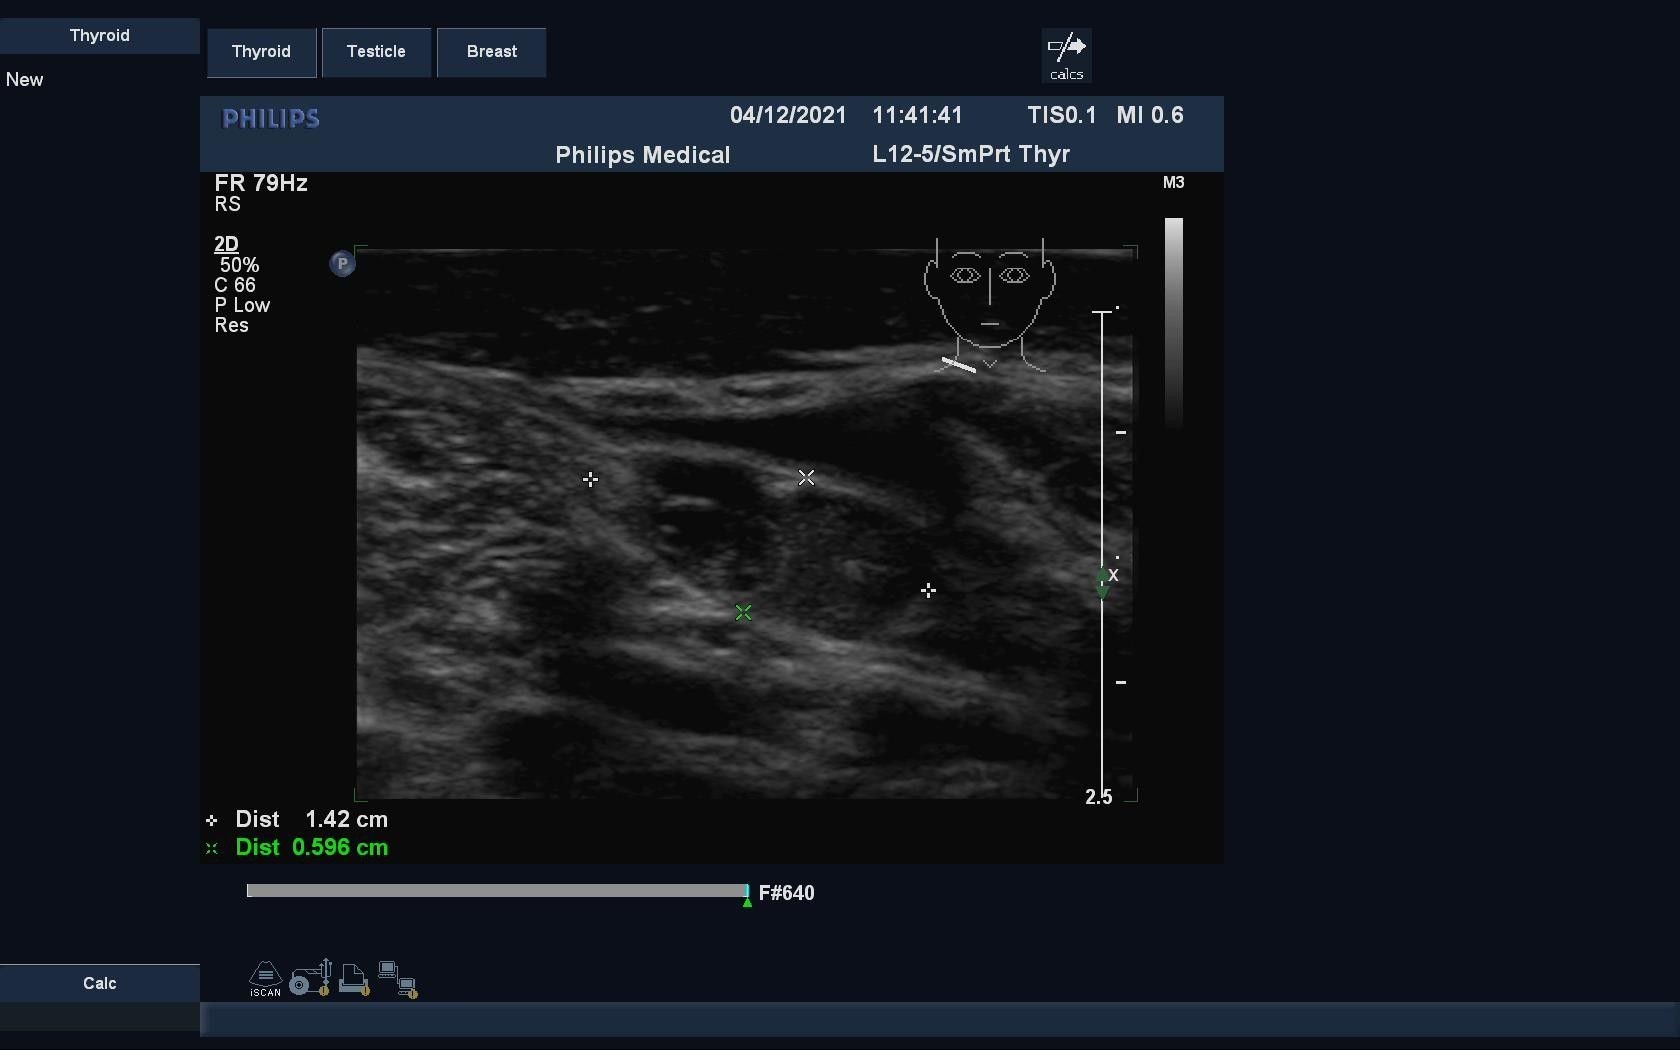 Thyroid
New
Thyroid Testicle Breast
calcs
PHILIPS 04/12/2021 11:41:41 TIS0.1 MI 0.6
Philips Medical L12-5/SmPrt Thyr
FR 79Hz
RS
M3
2D
50%
C 66
P Low
Res
P
X
2.5
Dist 1.42 cm
Dist 0.596 cm
F#640
iSCAN
Calc